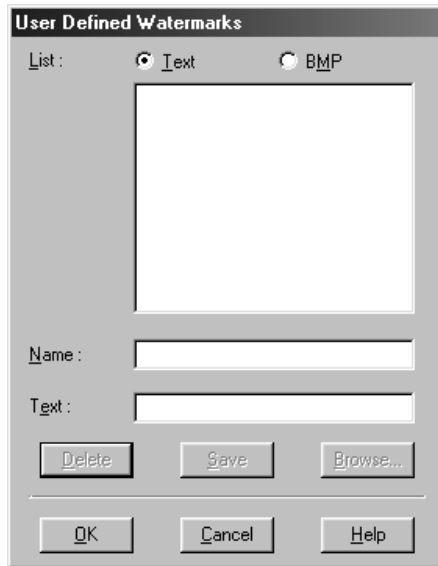 User Defined Watermarks
List : Text BMP
Name :
Text :
Delete Save Browse...
OK Cancel Help